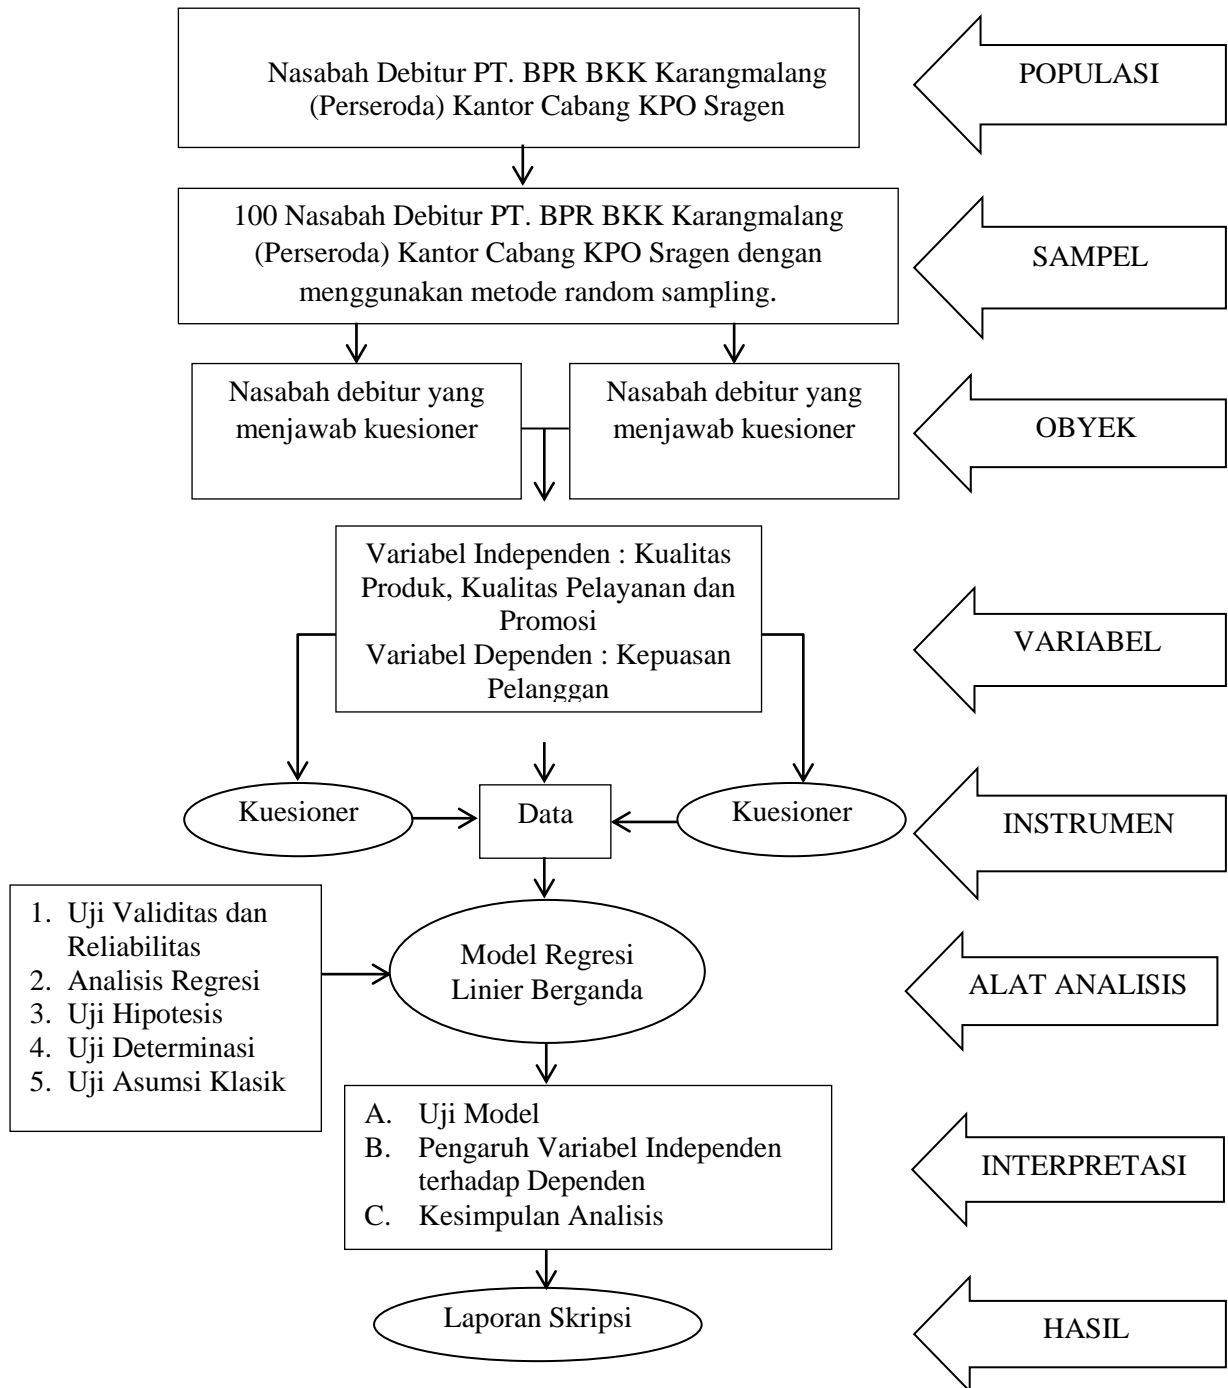 Nasabah Debitur PT. BPR BKK Karangmalang
(Perseroda) Kantor Cabang KPO Sragen
POPULASI
100 Nasabah Debitur PT. BPR BKK Karangmalang
(Perseroda) Kantor Cabang KPO Sragen dengan
menggunakan metode random sampling.
SAMPEL
Nasabah debitur yang
menjawab kuesioner
Nasabah debitur yang
menjawab kuesioner
OBYEK
Variabel Independen : Kualitas
Produk, Kualitas Pelayanan dan
Promosi
Variabel Dependen : Kepuasan
Pelanggan
VARIABEL
Kuesioner
Data
Kuesioner
INSTRUMEN
1. Uji Validitas dan
Reliabilitas
2. Analisis Regresi
3. Uji Hipotesis
4. Uji Determinasi
5. Uji Asumsi Klasik
Model Regresi
Linier Berganda
ALAT ANALISIS
A. Uji Model
B. Pengaruh Variabel Independen
terhadap Dependen
C. Kesimpulan Analisis
INTERPRETASI
Laporan Skripsi
HASIL